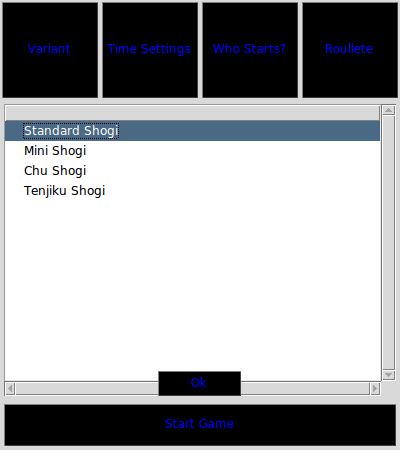 Variant
Time Settings
Who Starts?
Roullete
Standard Shogi
Mini Shogi
Chu Shogi
Tenjiku Shogi
Ok
Start Game